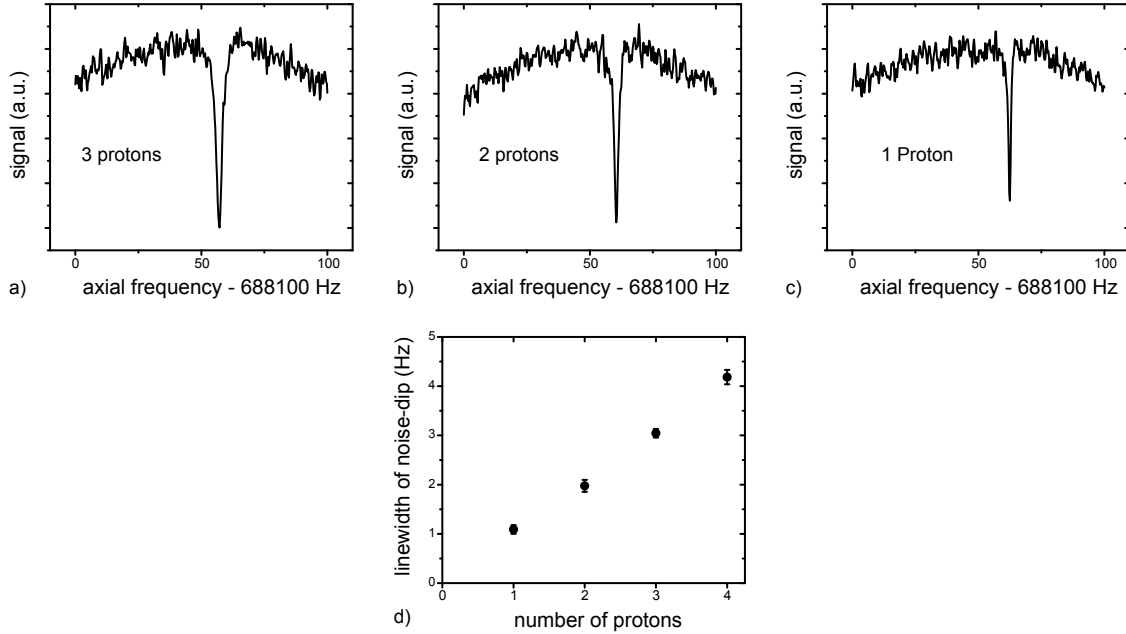 signal (a.u.)
3 protons
0 50 100
a) axial frequency - 688100 Hz
signal (a.u.)
2 protons
0 50 100
b) axial frequency - 688100 Hz
signal (a.u.)
1 Proton
0 50 100
c) axial frequency - 688100 Hz
linewidth of noise-dip (Hz)
5
4
3
2
1
0
0 1 2 3 4
d) number of protons